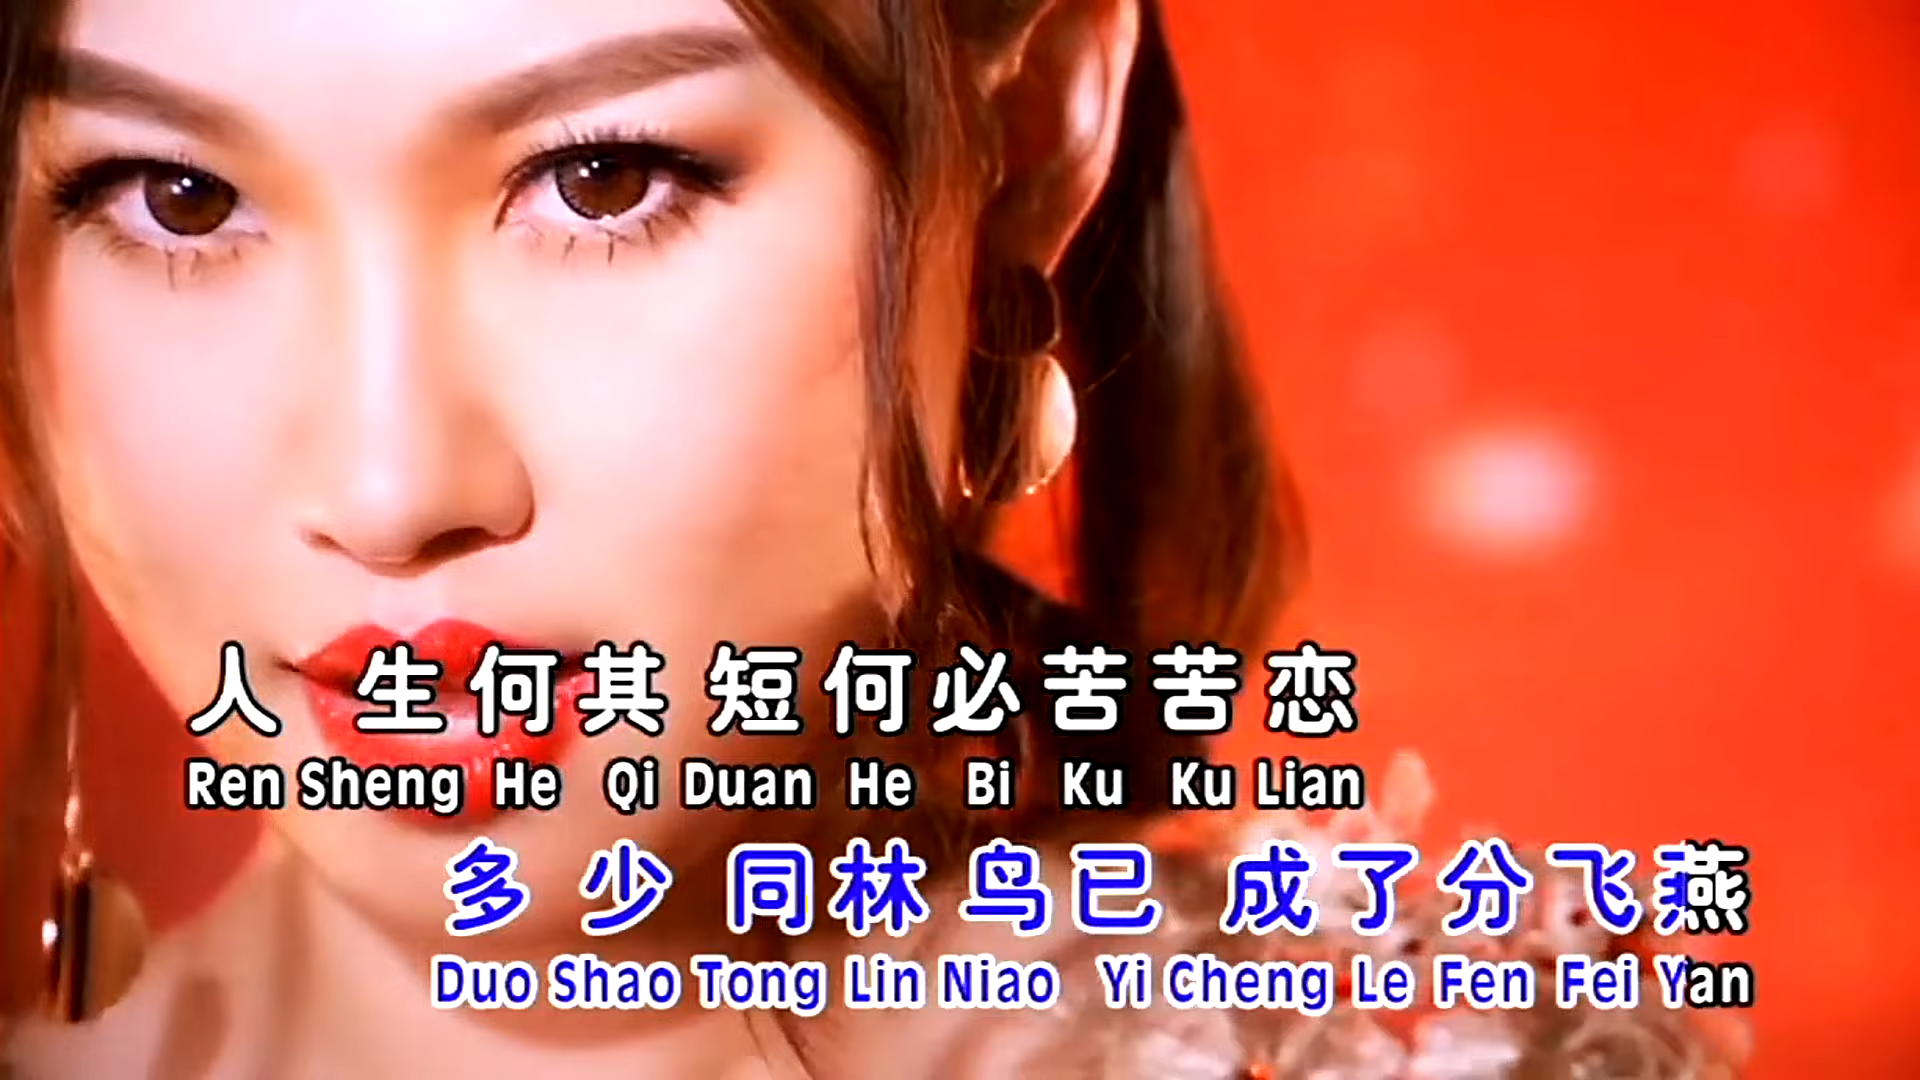 人生何其短何必苦苦恋
Ren Sheng He Qi Duan He Bi Ku Ku Lian
多少同林鸟已成了分飞燕
Duo Shao Tong Lin Niao Yi Cheng Le Fen Fei Yan